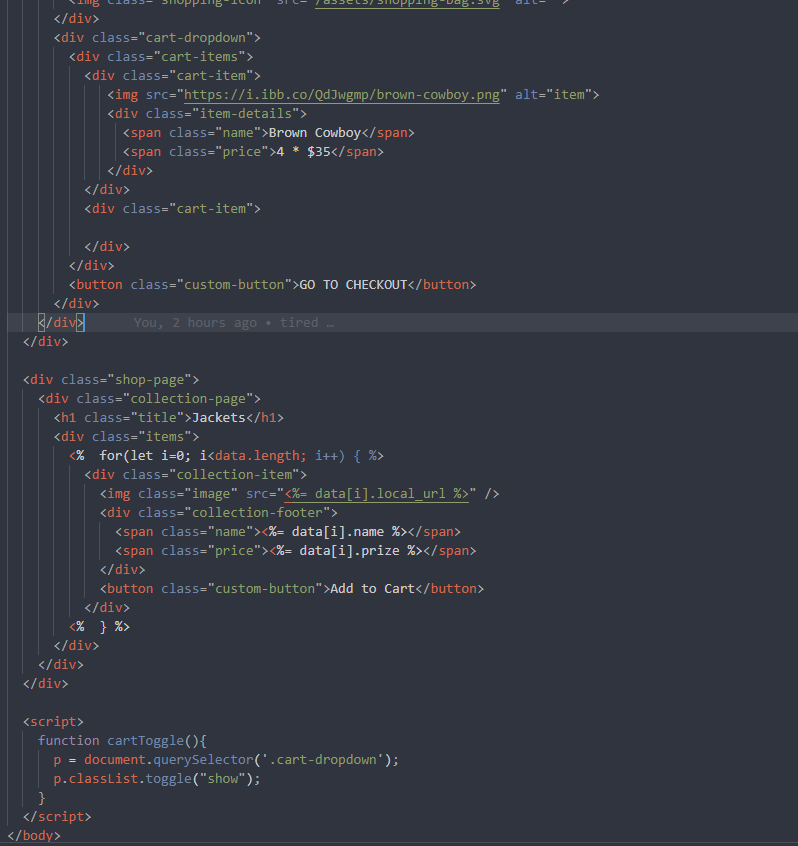 <img class="shopping-icon" src="/assets/shopping-bag.svg" alt="">
</div>
<div class="cart-dropdown">
<div class="cart-items">
<div class="cart-item">
<img src="https://i.ibb.co/QdJwgmp/brown-cowboy.png" alt="item">
<div class="item-details">
<span class="name">Brown Cowboy</span>
<span class="price">4 * $35</span>
</div>
</div>
<div class="cart-item">
</div>
</div>
<button class="custom-button">GO TO CHECKOUT</button>
</div>
</div> You, 2 hours ago • tired …
</div>
<div class="shop-page">
<div class="collection-page">
<h1 class="title">Jackets</h1>
<div class="items">
<% for(let i=0; i<data.length; i++) { %>
<div class="collection-item">
<img class="image" src="<%= data[i].local_url %>" />
<div class="collection-footer">
<span class="name"><%= data[i].name %></span>
<span class="price"><%= data[i].prize %></span>
</div>
<button class="custom-button">Add to Cart</button>
</div>
<% } %>
</div>
</div>
</div>
<script>
function cartToggle(){
p = document.querySelector('.cart-dropdown');
p.classList.toggle("show");
}
</script>
</body>